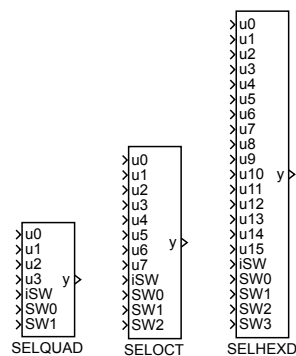 u0
u1
u2
u3
iSW
SW0
SW1
y
SELQUAD
u0
u1
u2
u3
u4
u5
u6
u7
iSW
SW0
SW1
SW2
y
SELOCT
u0
u1
u2
u3
u4
u5
u6
u7
u8
u9
u10
u11
u12
u13
u14
u15
iSW
SW0
SW1
SW2
SW3
y
SELHEXD